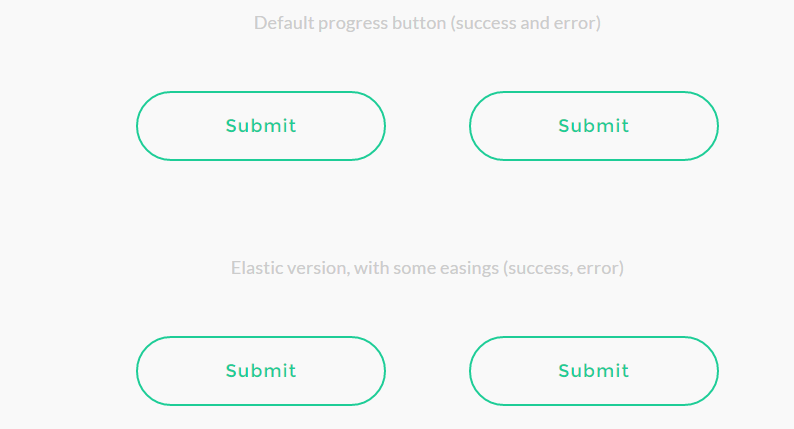 Default progress button (success and error)
Submit Submit
Elastic version, with some easings (success, error)
Submit Submit